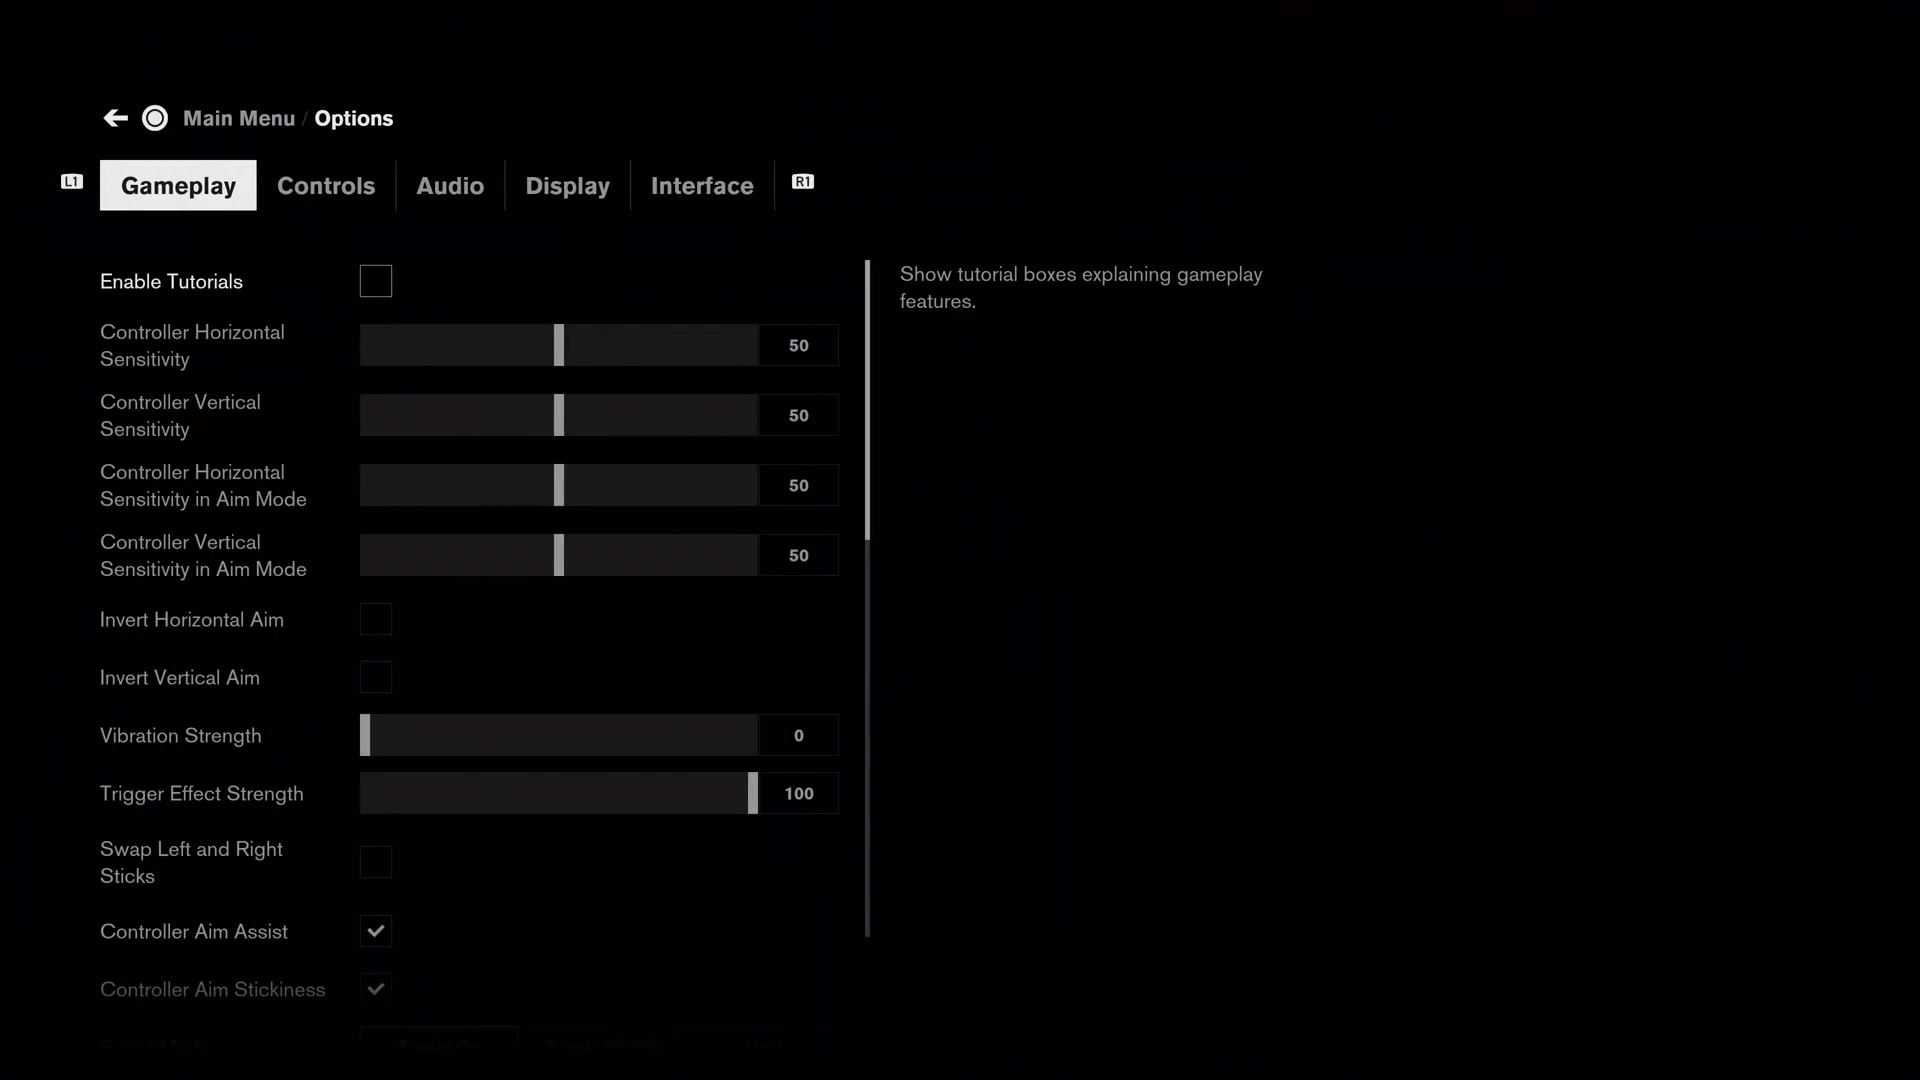 Main Menu / Options
L1 Gameplay Controls Audio Display Interface R1
Enable Tutorials
Show tutorial boxes explaining gameplay
features.
Controller Horizontal
Sensitivity
50
Controller Vertical
Sensitivity
50
Controller Horizontal
Sensitivity in Aim Mode
50
Controller Vertical
Sensitivity in Aim Mode
50
Invert Horizontal Aim
Invert Vertical Aim
Vibration Strength
0
Trigger Effect Strength
100
Swap Left and Right
Sticks
Controller Aim Assist
Controller Aim Stickiness